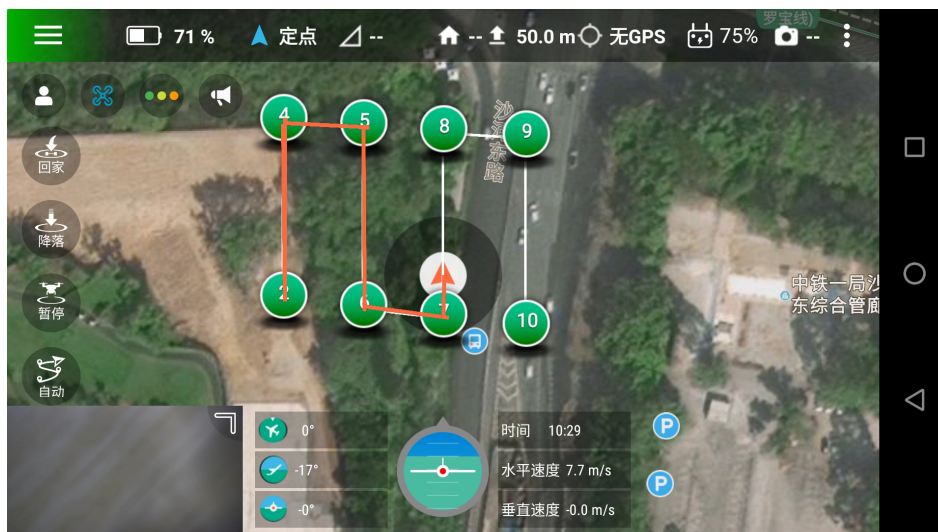 罗宝线)
71 %
定点
--
--
50.0 m
无GPS
75%
--
4
5
8
9
沙江东路
回家
降落
2
6
7
10
暂停
中铁一局沙
东综合管廊
自动
0°
时间 10:29
P
-17°
水平速度 7.7 m/s
P
-0°
垂直速度 -0.0 m/s